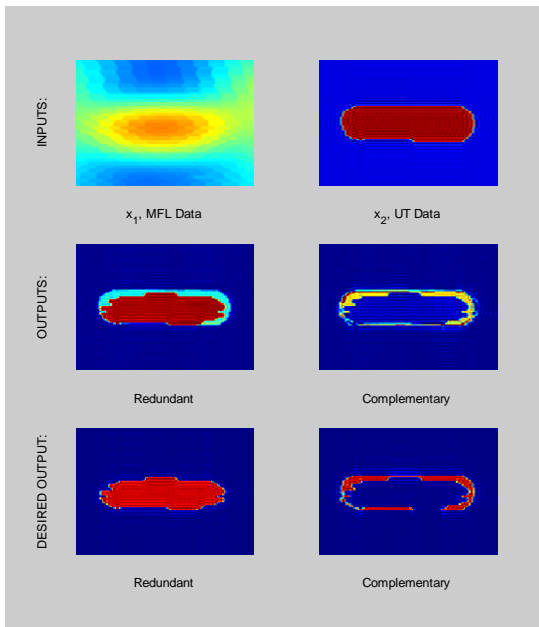 INPUTS:
x1, MFL Data
x2, UT Data
OUTPUTS:
Redundant
Complementary
DESIRED OUTPUT:
Redundant
Complementary